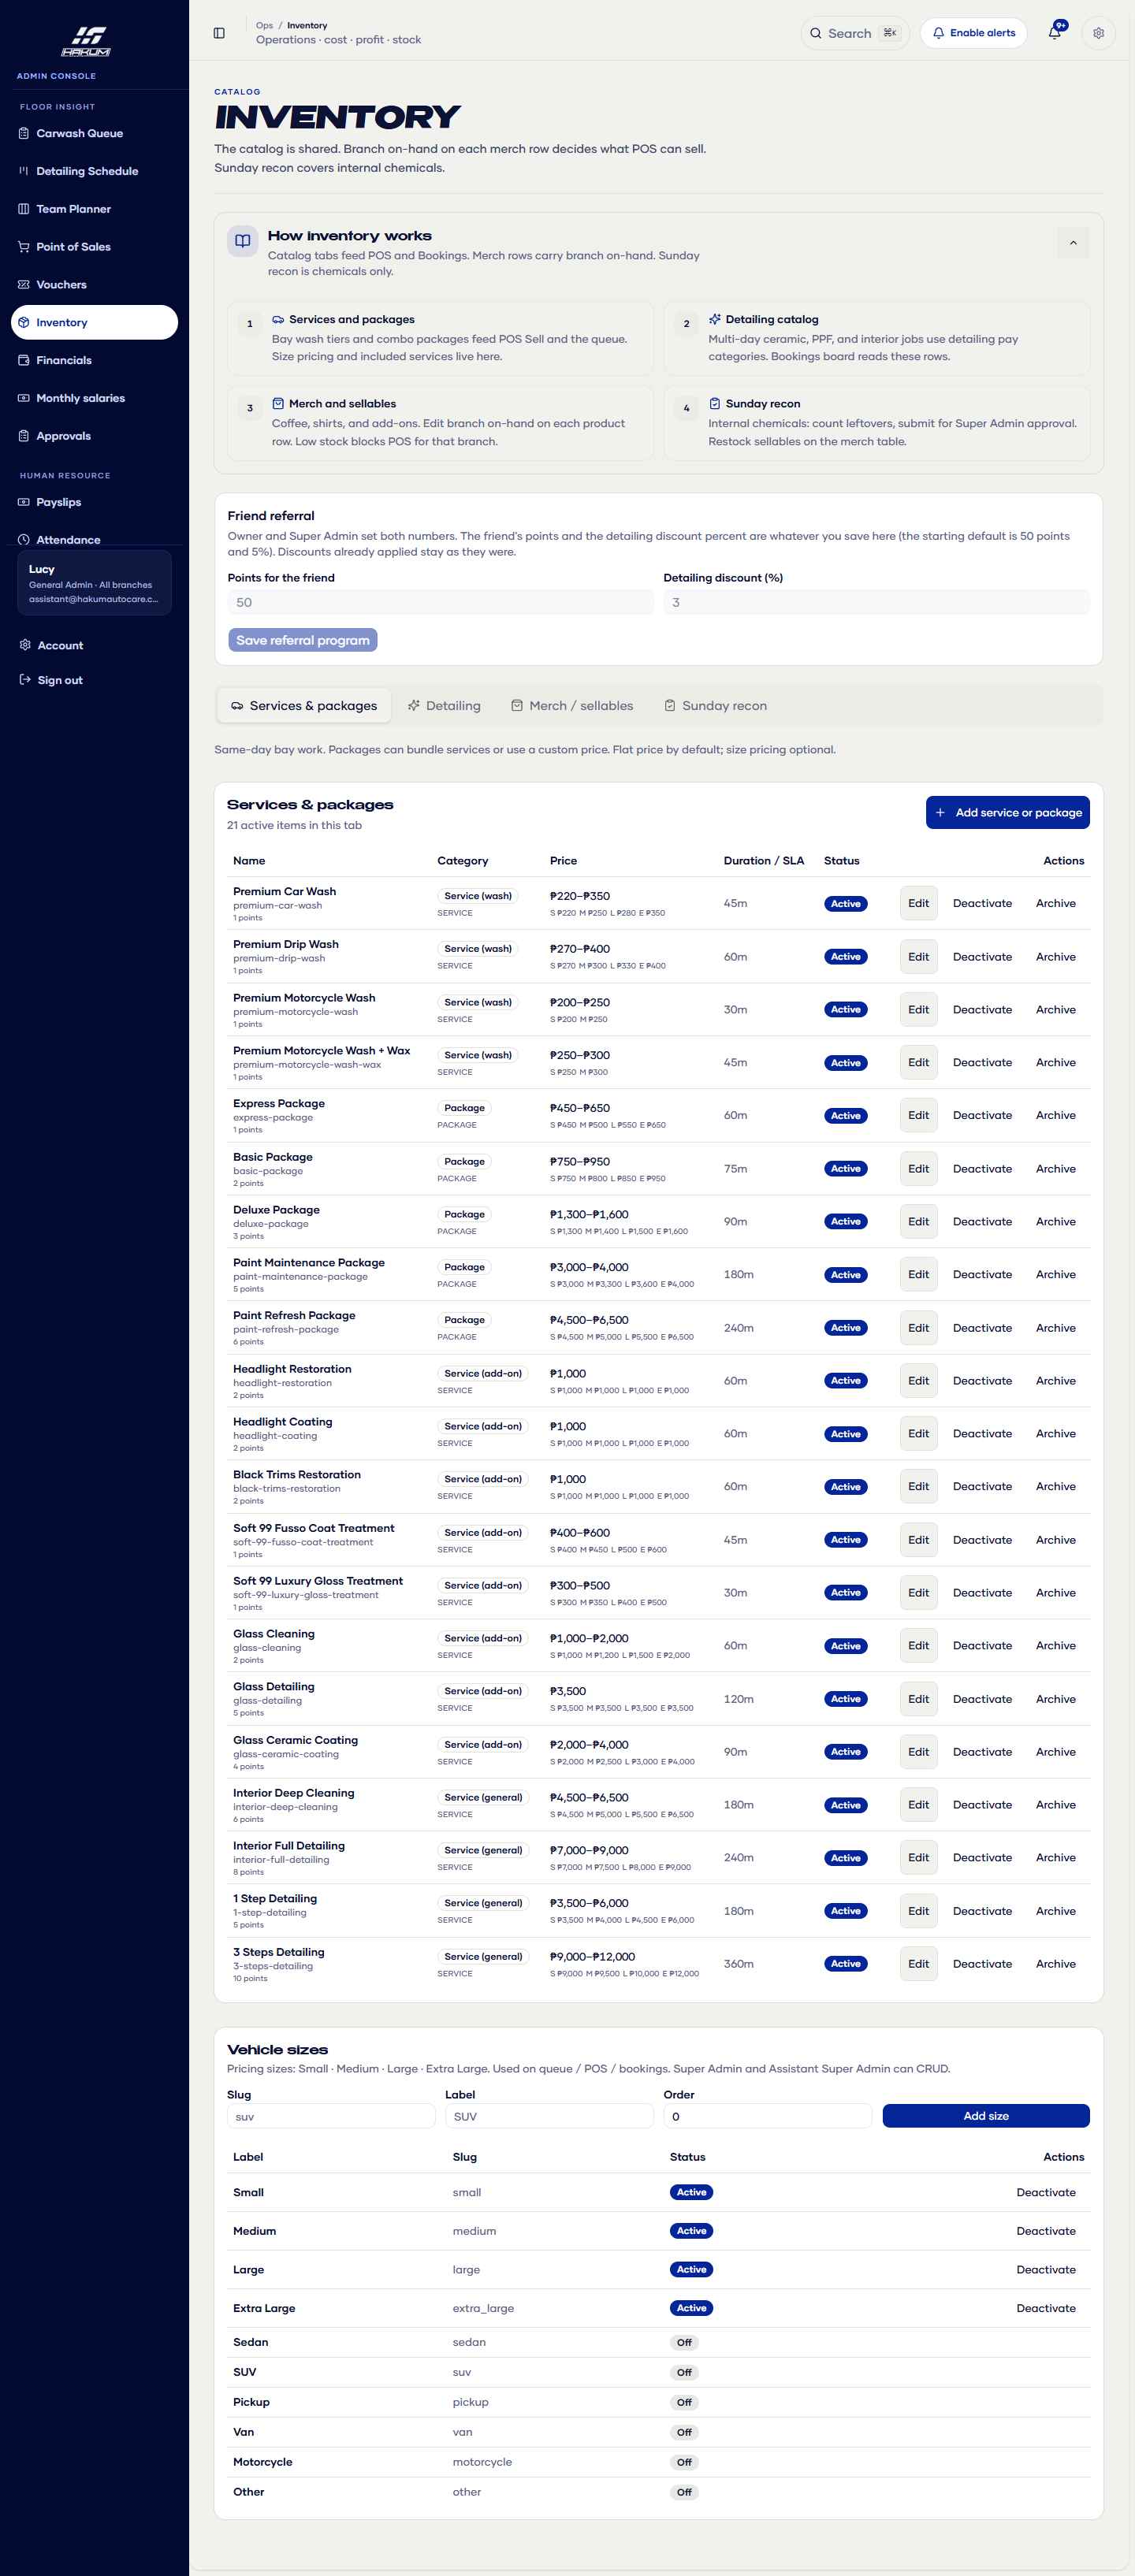 HAKUM
ADMIN CONSOLE
FLOOR INSIGHT
Carwash Queue
Detailing Schedule
Team Planner
Point of Sales
Vouchers
Inventory
Financials
Monthly salaries
Approvals
HUMAN RESOURCE
Payslips
Attendance
Lucy
General Admin · All branches
assistant@hakumautocare.c...
Account
Sign out
Ops / Inventory
Operations · cost · profit · stock
Search ⌘K
Enable alerts
9+
CATALOG
INVENTORY
The catalog is shared. Branch on-hand on each merch row decides what POS can sell.
Sunday recon covers internal chemicals.
How inventory works
Catalog tabs feed POS and Bookings. Merch rows carry branch on-hand. Sunday
recon is chemicals only.
1 Services and packages
Bay wash tiers and combo packages feed POS Sell and the queue.
Size pricing and included services live here.
2 Detailing catalog
Multi-day ceramic, PPF, and interior jobs use detailing pay
categories. Bookings board reads these rows.
3 Merch and sellables
Coffee, shirts, and add-ons. Edit branch on-hand on each product
row. Low stock blocks POS for that branch.
4 Sunday recon
Internal chemicals: count leftovers, submit for Super Admin approval.
Restock sellables on the merch table.
Friend referral
Owner and Super Admin set both numbers. The friend's points and the detailing discount percent are whatever you save here (the starting default is 50 points
and 5%). Discounts already applied stay as they were.
Points for the friend
50
Detailing discount (%)
3
Save referral program
Services & packages Detailing Merch / sellables Sunday recon
Same-day bay work. Packages can bundle services or use a custom price. Flat price by default; size pricing optional.
Services & packages
21 active items in this tab
+ Add service or package
Name Category Price Duration / SLA Status Actions
Premium Car Wash Service (wash) ₱220–₱350 45m Active Edit Deactivate Archive
premium-car-wash SERVICE S ₱220 M ₱250 L ₱280 E ₱350
1 points
Premium Drip Wash Service (wash) ₱270–₱400 60m Active Edit Deactivate Archive
premium-drip-wash SERVICE S ₱270 M ₱300 L ₱330 E ₱400
1 points
Premium Motorcycle Wash Service (wash) ₱200–₱250 30m Active Edit Deactivate Archive
premium-motorcycle-wash SERVICE S ₱200 M ₱250
1 points
Premium Motorcycle Wash + Wax Service (wash) ₱250–₱300 45m Active Edit Deactivate Archive
premium-motorcycle-wash-wax SERVICE S ₱250 M ₱300
1 points
Express Package Package ₱450–₱650 60m Active Edit Deactivate Archive
express-package PACKAGE S ₱450 M ₱500 L ₱550 E ₱650
1 points
Basic Package Package ₱750–₱950 75m Active Edit Deactivate Archive
basic-package PACKAGE S ₱750 M ₱800 L ₱850 E ₱950
2 points
Deluxe Package Package ₱1,300–₱1,600 90m Active Edit Deactivate Archive
deluxe-package PACKAGE S ₱1,300 M ₱1,400 L ₱1,500 E ₱1,600
3 points
Paint Maintenance Package Package ₱3,000–₱4,000 180m Active Edit Deactivate Archive
paint-maintenance-package PACKAGE S ₱3,000 M ₱3,300 L ₱3,600 E ₱4,000
5 points
Paint Refresh Package Package ₱4,500–₱6,500 240m Active Edit Deactivate Archive
paint-refresh-package PACKAGE S ₱4,500 M ₱5,000 L ₱5,500 E ₱6,500
6 points
Headlight Restoration Service (add-on) ₱1,000 60m Active Edit Deactivate Archive
headlight-restoration SERVICE S ₱1,000 M ₱1,000 L ₱1,000 E ₱1,000
2 points
Headlight Coating Service (add-on) ₱1,000 60m Active Edit Deactivate Archive
headlight-coating SERVICE S ₱1,000 M ₱1,000 L ₱1,000 E ₱1,000
2 points
Black Trims Restoration Service (add-on) ₱1,000 60m Active Edit Deactivate Archive
black-trims-restoration SERVICE S ₱1,000 M ₱1,000 L ₱1,000 E ₱1,000
2 points
Soft 99 Fusso Coat Treatment Service (add-on) ₱400–₱600 45m Active Edit Deactivate Archive
soft-99-fusso-coat-treatment SERVICE S ₱400 M ₱450 L ₱500 E ₱600
1 points
Soft 99 Luxury Gloss Treatment Service (add-on) ₱300–₱500 30m Active Edit Deactivate Archive
soft-99-luxury-gloss-treatment SERVICE S ₱300 M ₱350 L ₱400 E ₱500
1 points
Glass Cleaning Service (add-on) ₱1,000–₱2,000 60m Active Edit Deactivate Archive
glass-cleaning SERVICE S ₱1,000 M ₱1,200 L ₱1,500 E ₱2,000
2 points
Glass Detailing Service (add-on) ₱3,500 120m Active Edit Deactivate Archive
glass-detailing SERVICE S ₱3,500 M ₱3,500 L ₱3,500 E ₱3,500
5 points
Glass Ceramic Coating Service (add-on) ₱2,000–₱4,000 90m Active Edit Deactivate Archive
glass-ceramic-coating SERVICE S ₱2,000 M ₱2,500 L ₱3,000 E ₱4,000
4 points
Interior Deep Cleaning Service (general) ₱4,500–₱6,500 180m Active Edit Deactivate Archive
interior-deep-cleaning SERVICE S ₱4,500 M ₱5,000 L ₱5,500 E ₱6,500
6 points
Interior Full Detailing Service (general) ₱7,000–₱9,000 240m Active Edit Deactivate Archive
interior-full-detailing SERVICE S ₱7,000 M ₱7,500 L ₱8,000 E ₱9,000
8 points
1 Step Detailing Service (general) ₱3,500–₱6,000 180m Active Edit Deactivate Archive
1-step-detailing SERVICE S ₱3,500 M ₱4,000 L ₱4,500 E ₱6,000
5 points
3 Steps Detailing Service (general) ₱9,000–₱12,000 360m Active Edit Deactivate Archive
3-steps-detailing SERVICE S ₱9,000 M ₱9,500 L ₱10,000 E ₱12,000
10 points
Vehicle sizes
Pricing sizes: Small · Medium · Large · Extra Large. Used on queue / POS / bookings. Super Admin and Assistant Super Admin can CRUD.
Slug Label Order
suv SUV 0 Add size
Label Slug Status Actions
Small small Active Deactivate
Medium medium Active Deactivate
Large large Active Deactivate
Extra Large extra_large Active Deactivate
Sedan sedan Off
SUV suv Off
Pickup pickup Off
Van van Off
Motorcycle motorcycle Off
Other other Off